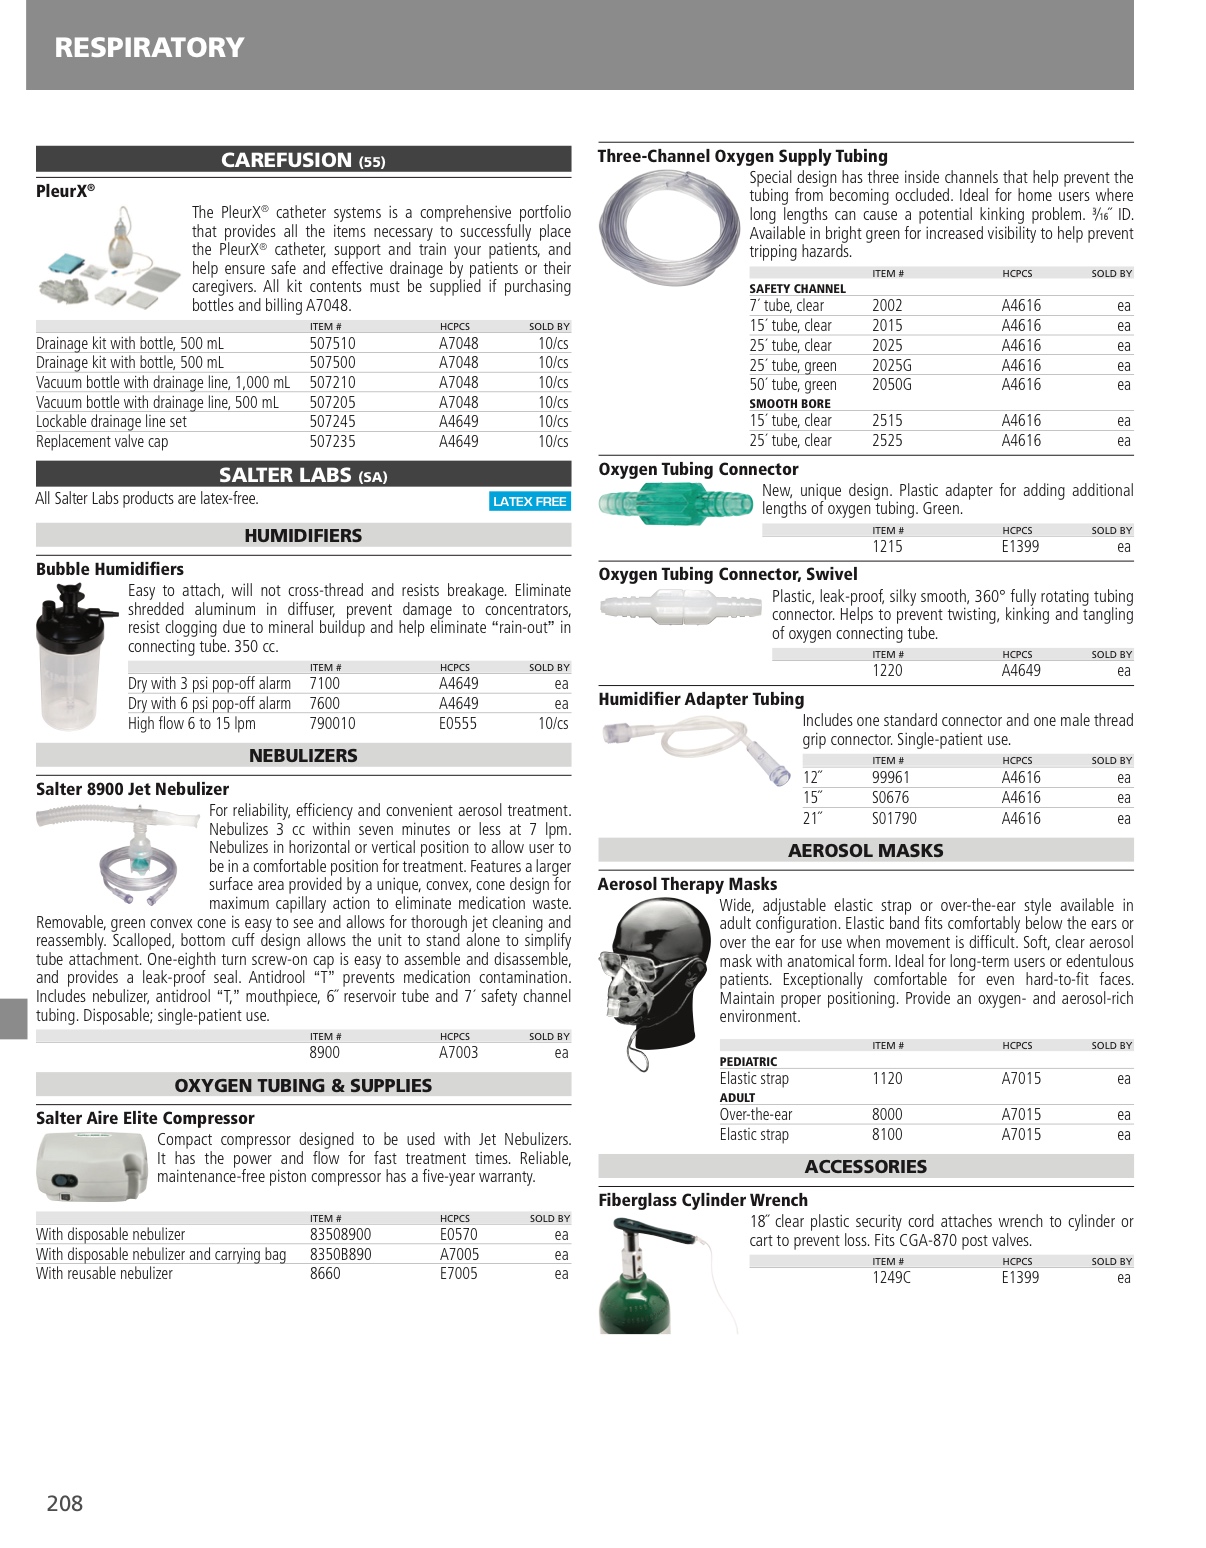 RESPIRATORY
CAREFUSION (55)
PleurX®
The PleurX® catheter systems is a comprehensive portfolio
that provides all the items necessary to successfully place
the PleurX® catheter, support and train your patients, and
help ensure safe and effective drainage by patients or their
caregivers. All kit contents must be supplied if purchasing
bottles and billing A7048.
ITEM # HCPCS SOLD BY
Drainage kit with bottle, 500 mL 507510 A7048 10/cs
Drainage kit with bottle, 500 mL 507500 A7048 10/cs
Vacuum bottle with drainage line, 1,000 mL 507210 A7048 10/cs
Vacuum bottle with drainage line, 500 mL 507205 A7048 10/cs
Lockable drainage line set 507245 A4649 10/cs
Replacement valve cap 507235 A4649 10/cs
SALTER LABS (SA)
All Salter Labs products are latex-free. LATEX FREE
HUMIDIFIERS
Bubble Humidifiers
Easy to attach, will not cross-thread and resists breakage. Eliminate
shredded aluminum in diffuser, prevent damage to concentrators,
resist clogging due to mineral buildup and help eliminate “rain-out” in
connecting tube. 350 cc.
ITEM # HCPCS SOLD BY
Dry with 3 psi pop-off alarm 7100 A4649 ea
Dry with 6 psi pop-off alarm 7600 A4649 ea
High flow 6 to 15 lpm 790010 E0555 10/cs
NEBULIZERS
Salter 8900 Jet Nebulizer
For reliability, efficiency and convenient aerosol treatment.
Nebulizes 3 cc within seven minutes or less at 7 lpm.
Nebulizes in horizontal or vertical position to allow user to
be in a comfortable position for treatment. Features a larger
surface area provided by a unique, convex, cone design for
maximum capillary action to eliminate medication waste.
Removable, green convex cone is easy to see and allows for thorough jet cleaning and
reassembly. Scalloped, bottom cuff design allows the unit to stand alone to simplify
tube attachment. One-eighth turn screw-on cap is easy to assemble and disassemble,
and provides a leak-proof seal. Antidrool “T” prevents medication contamination.
Includes nebulizer, antidrool “T,” mouthpiece, 6˝ reservoir tube and 7´ safety channel
tubing. Disposable; single-patient use.
ITEM # HCPCS SOLD BY
8900 A7003 ea
OXYGEN TUBING & SUPPLIES
Salter Aire Elite Compressor
Compact compressor designed to be used with Jet Nebulizers.
It has the power and flow for fast treatment times. Reliable,
maintenance-free piston compressor has a five-year warranty.
ITEM # HCPCS SOLD BY
With disposable nebulizer 83508900 E0570 ea
With disposable nebulizer and carrying bag 8350B890 A7005 ea
With reusable nebulizer 8660 E7005 ea
Three-Channel Oxygen Supply Tubing
Special design has three inside channels that help prevent the
tubing from becoming occluded. Ideal for home users where
long lengths can cause a potential kinking problem. 3⁄16˝ ID.
Available in bright green for increased visibility to help prevent
tripping hazards.
ITEM # HCPCS SOLD BY
SAFETY CHANNEL
7´ tube, clear 2002 A4616 ea
15´ tube, clear 2015 A4616 ea
25´ tube, clear 2025 A4616 ea
25´ tube, green 2025G A4616 ea
50´ tube, green 2050G A4616 ea
SMOOTH BORE
15´ tube, clear 2515 A4616 ea
25´ tube, clear 2525 A4616 ea
Oxygen Tubing Connector
New, unique design. Plastic adapter for adding additional
lengths of oxygen tubing. Green.
ITEM # HCPCS SOLD BY
1215 E1399 ea
Oxygen Tubing Connector, Swivel
Plastic, leak-proof, silky smooth, 360° fully rotating tubing
connector. Helps to prevent twisting, kinking and tangling
of oxygen connecting tube.
ITEM # HCPCS SOLD BY
1220 A4649 ea
Humidifier Adapter Tubing
Includes one standard connector and one male thread
grip connector. Single-patient use.
ITEM # HCPCS SOLD BY
12˝ 99961 A4616 ea
15˝ S0676 A4616 ea
21˝ S01790 A4616 ea
AEROSOL MASKS
Aerosol Therapy Masks
Wide, adjustable elastic strap or over-the-ear style available in
adult configuration. Elastic band fits comfortably below the ears or
over the ear for use when movement is difficult. Soft, clear aerosol
mask with anatomical form. Ideal for long-term users or edentulous
patients. Exceptionally comfortable for even hard-to-fit faces.
Maintain proper positioning. Provide an oxygen- and aerosol-rich
environment.
ITEM # HCPCS SOLD BY
PEDIATRIC
Elastic strap 1120 A7015 ea
ADULT
Over-the-ear 8000 A7015 ea
Elastic strap 8100 A7015 ea
ACCESSORIES
Fiberglass Cylinder Wrench
18˝ clear plastic security cord attaches wrench to cylinder or
cart to prevent loss. Fits CGA-870 post valves.
ITEM # HCPCS SOLD BY
1249C E1399 ea
208